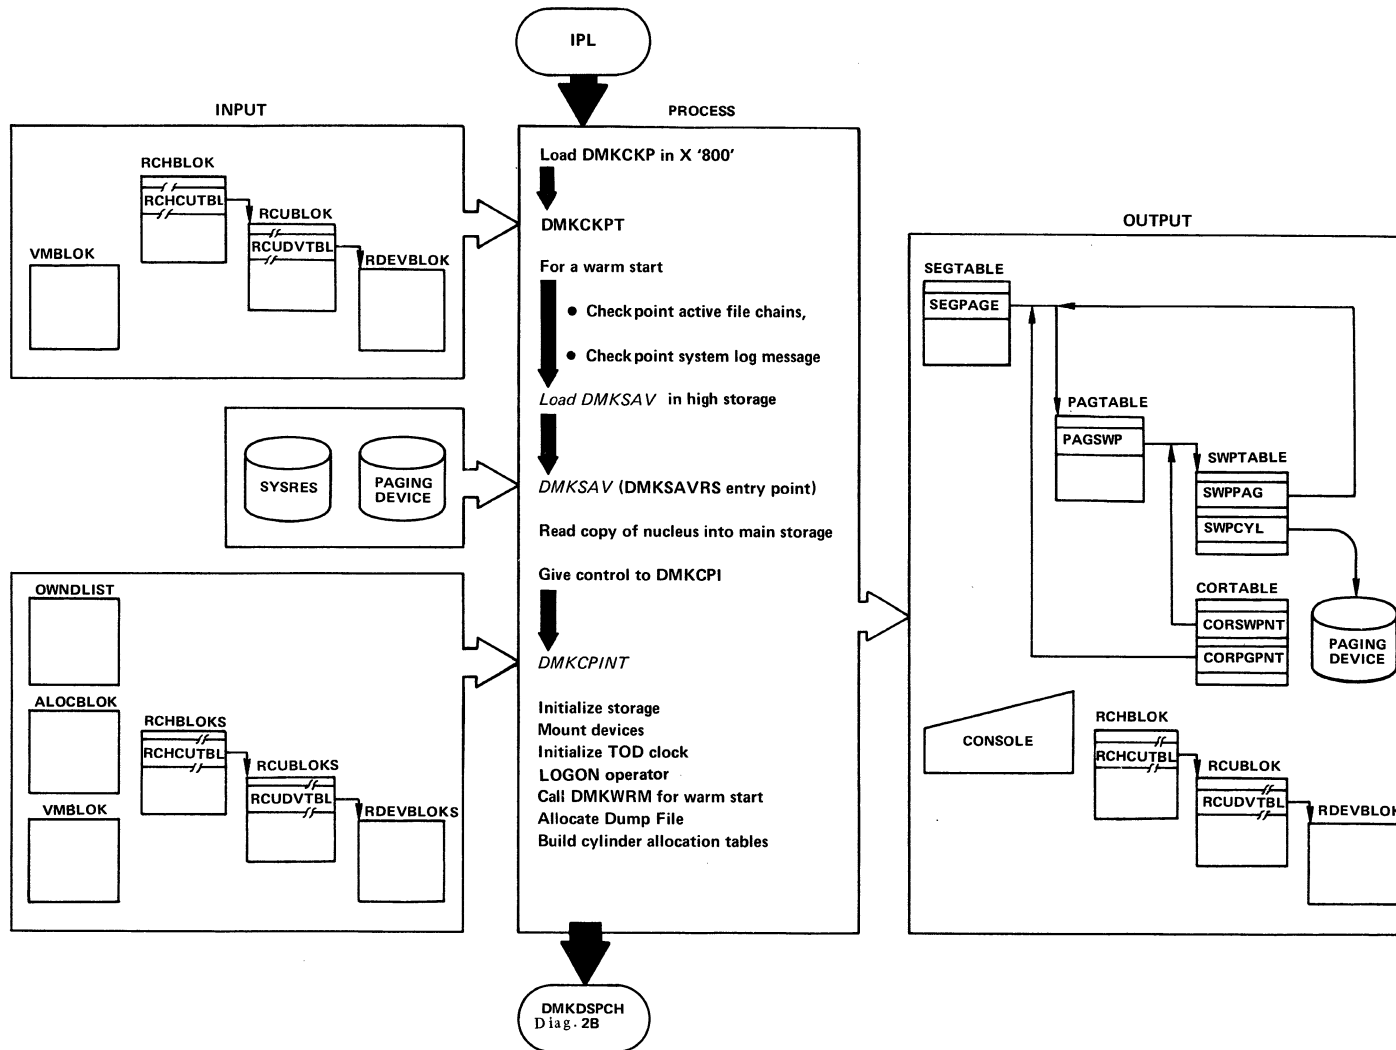 IPL
INPUT
RCHBLOK
RCHCUTBL
RCUBLOK
RCUDVTBL
VMBLOK
RDEVBLOK
SYSRES
PAGING
DEVICE
OWNDLIST
ALOCBLOK
RCHBLOKS
RCHCUTBL
RCUBLOKS
RCUDVTBL
VMBLOK
RDEVBLOKS
PROCESS
Load DMKCKP in X '800'
DMKCKPT
For a warm start
• Checkpoint active file chains,
• Checkpoint system log message
Load DMKSAV in high storage
DMKSAV (DMKSAVRS entry point)
Read copy of nucleus into main storage
Give control to DMKCPI
DMKCPINT
Initialize storage
Mount devices
Initialize TOD clock
LOGON operator
Call DMKWRM for warm start
Allocate Dump File
Build cylinder allocation tables
DMKDSPCH
Diag. 2B
OUTPUT
SEGTABLE
SEGPAGE
PAGTABLE
PAGSWP
SWPTABLE
SWPPAG
SWPCYL
CORTABLE
CORSWPNT
CORPGPNT
PAGING
DEVICE
CONSOLE
RCHBLOK
RCHCUTBL
RCUBLOK
RCUDVTBL
RDEVBLOK